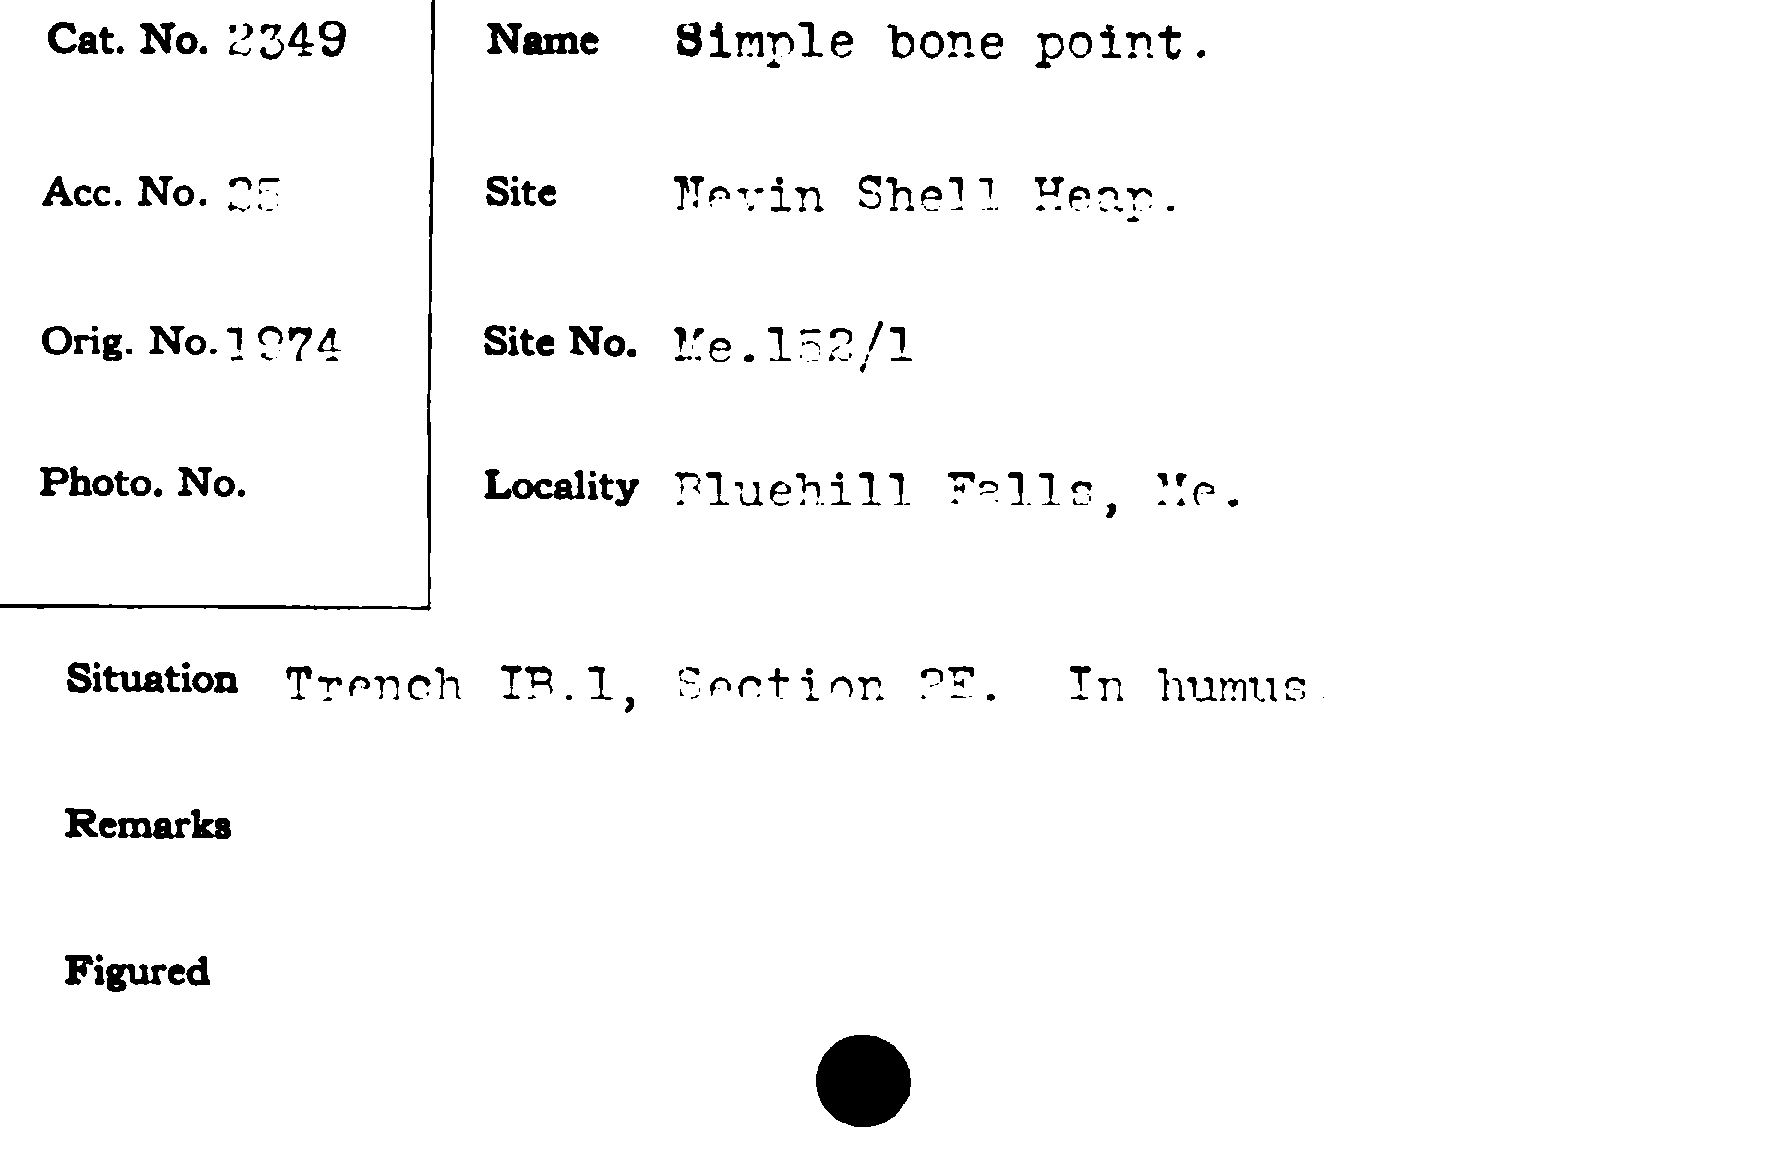 Cat. No. 2349
Name Simple bone point.
Acc. No. 25
Site Nevin Shell Heap.
Orig. No. 1974
Site No. Me.152/1
Photo. No.
Locality Bluehill Falls, Me.
Situation Trench IB.1, Section 2E. In humus.
Remarks
Figured